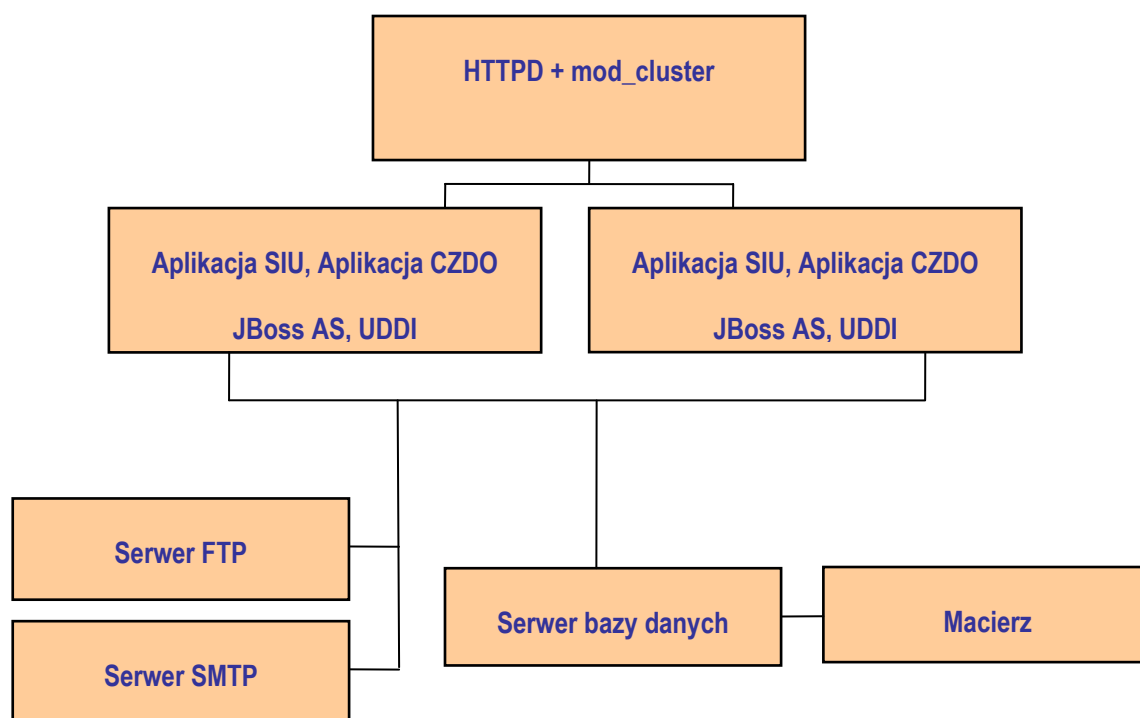 HTTPD + mod_cluster
Aplikacja SIU, Aplikacja CZDO
JBoss AS, UDDI
Aplikacja SIU, Aplikacja CZDO
JBoss AS, UDDI
Serwer FTP
Serwer bazy danych
Macierz
Serwer SMTP